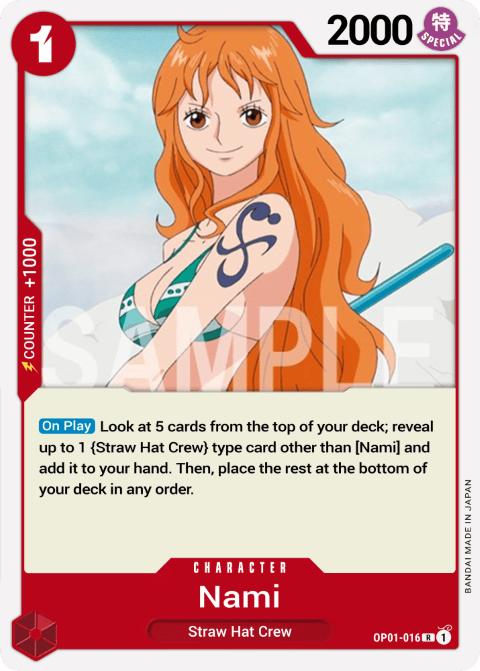 1
2000
特
SPECIAL
COUNTER +1000
SAMPLE
On Play Look at 5 cards from the top of your deck; reveal
up to 1 {Straw Hat Crew} type card other than [Nami] and
add it to your hand. Then, place the rest at the bottom of
your deck in any order.
BANDAI MADE IN JAPAN
CHARACTER
Nami
Straw Hat Crew
OP01-016 R 1